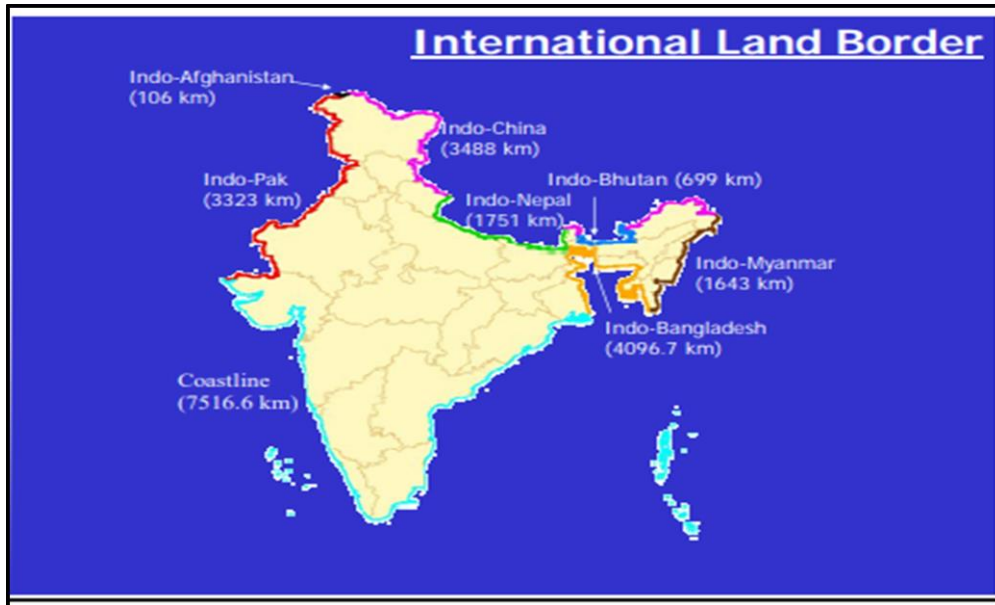 International Land Border
Indo-Afghanistan
(106 km)
Indo-China
(3488 km)
Indo-Pak
(3323 km)
Indo-Bhutan (699 km)
Indo-Nepal
(1751 km)
Indo-Myanmar
(1643 km)
Indo-Bangladesh
(4096.7 km)
Coastline
(7516.6 km)